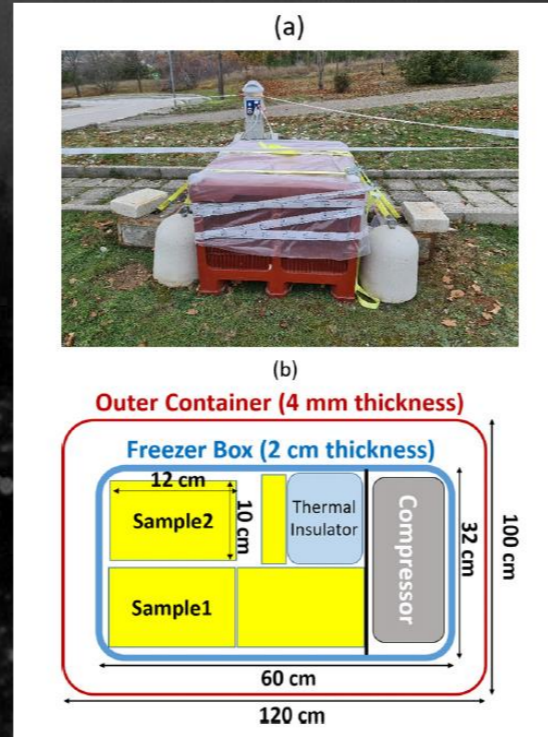 (a)
(b)
Outer Container (4 mm thickness)
Freezer Box (2 cm thickness)
12 cm
10 cm
Sample2
Thermal
Insulator
Compressor
32 cm
100 cm
Sample1
60 cm
120 cm